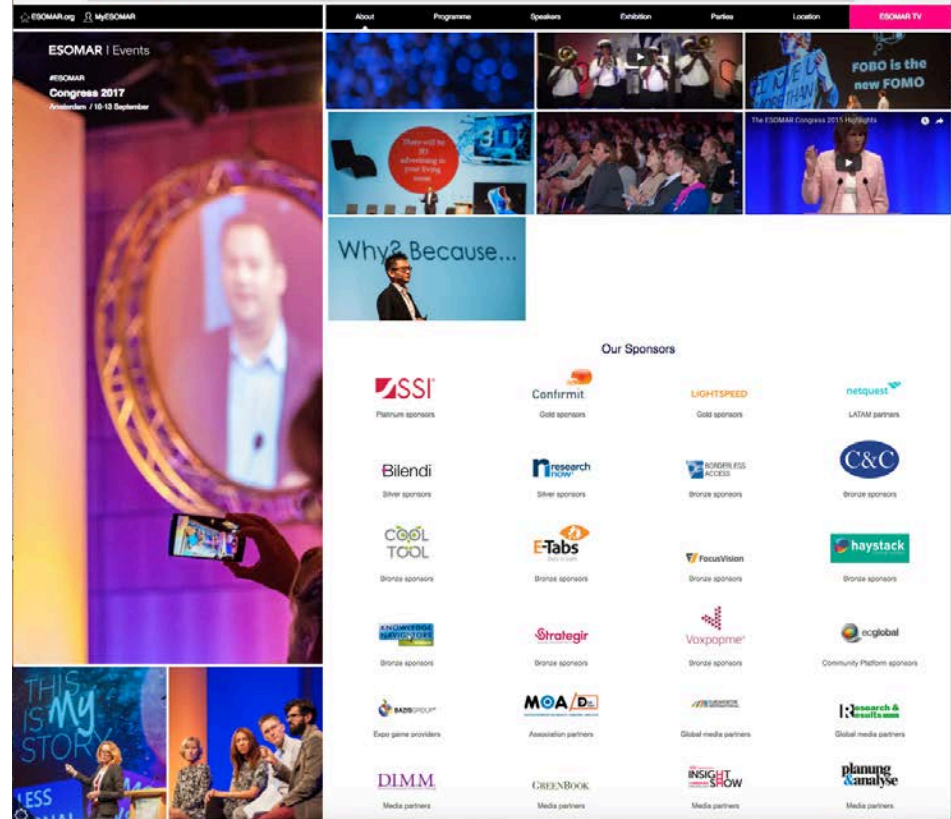 ESOMAR.org MyESOMAR
About Programme Speakers Exhibition Parties Location ESOMAR TV
ESOMAR | Events
#ESOMAR
Congress 2017
Amsterdam / 10-13 September
FOBO is the
new FOMO
I LOVE U
MORE THAN
There will be
3D
advertising in
your living
room
3D
The ESOMAR Congress 2015 Highlights
Why? Because...
Our Sponsors
SSI
Confirmit
LIGHTSPEED
netquest
Platinum sponsors
Gold sponsors
Gold sponsors
LATAM partners
Bilendi
research
now
BORDERLESS
ACCESS
C&C
Silver sponsors
Silver sponsors
Bronze sponsors
Bronze sponsors
COOL
TOOL
E-Tabs
FocusVision
haystack
Bronze sponsors
Bronze sponsors
Bronze sponsors
Bronze sponsors
KNOWLEDGE
NAVIGATORS
Strategir
Voxpopme
ecglobal
Bronze sponsors
Bronze sponsors
Bronze sponsors
Community Platform sponsors
BAZISGROUP
MOA
Research &
Results
Expo game providers
Association partners
Global media partners
Global media partners
DIMM
GREENBOOK
INSIGHT
SHOW
planung
&analyse
Media partners
Media partners
Media partners
Media partners
THIS
IS My
STORY
LESS